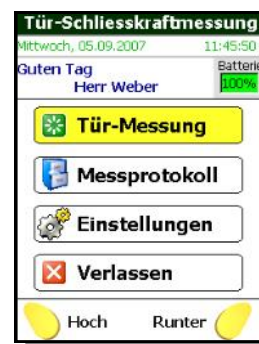 Tür-Schliesskraftmessung
Mittwoch, 05.09.2007 11:45:50
Guten Tag Batterie
Herr Weber 100%
Tür-Messung
Messprotokoll
Einstellungen
Verlassen
Hoch Runter